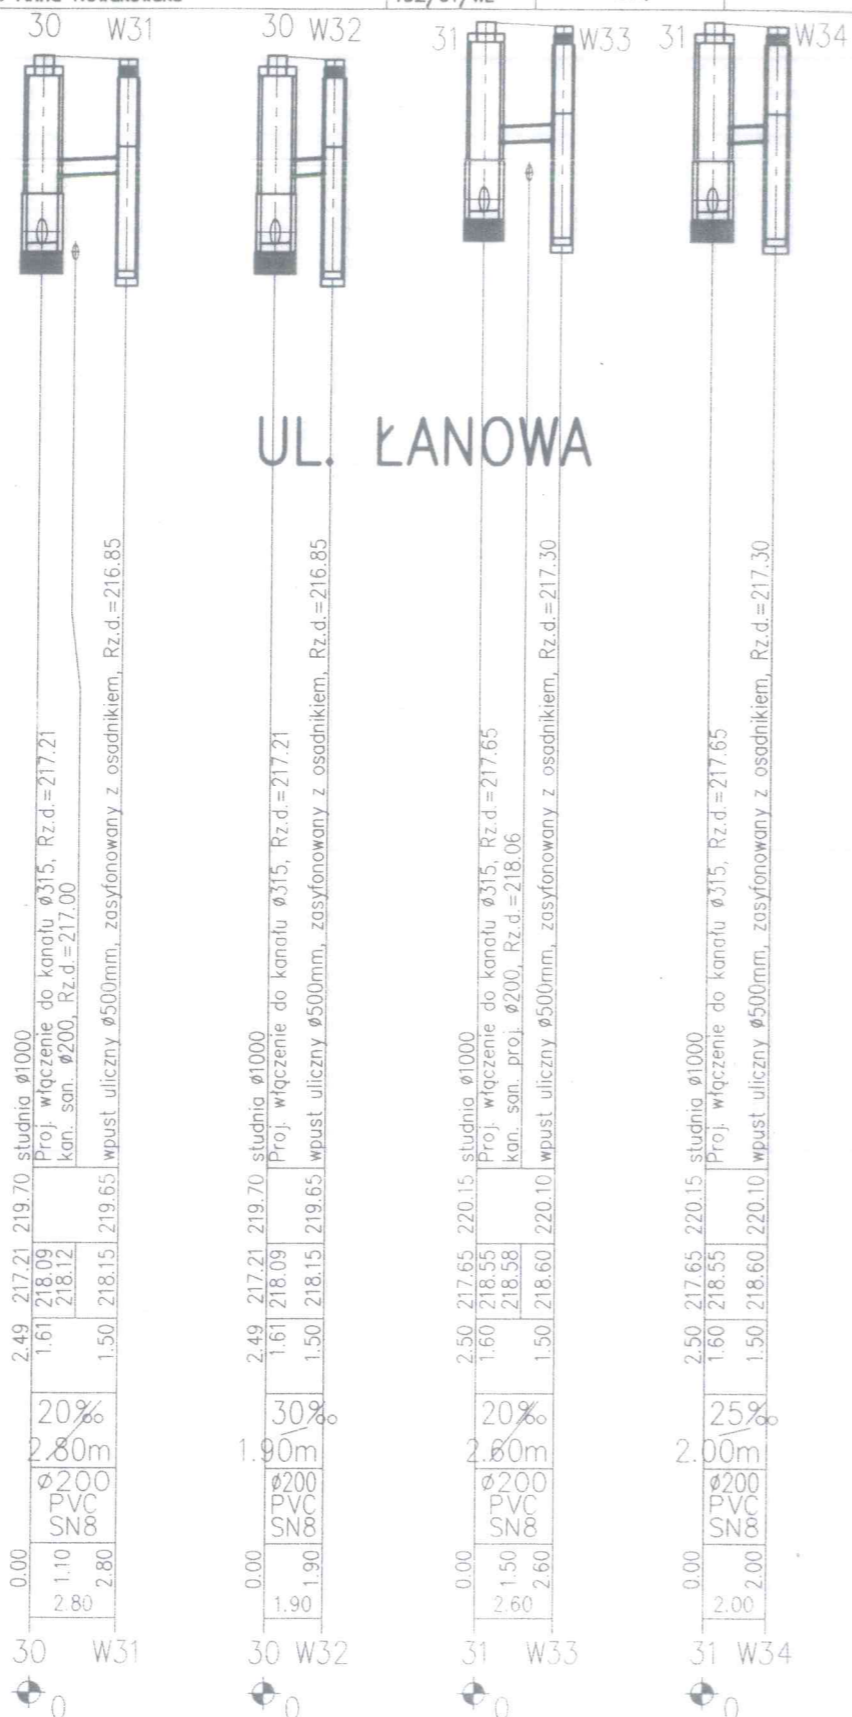 30 W31
30 W32
31 W33
31 W34
UL. ŁANOWA
2.49 217.21 219.70 studnia ø1000
1.61 218.09 Proj. włączenie do kanału ø315, Rz.d.=217.21
218.12 kan. san. ø200, Rz.d.=217.00
1.50 218.15 219.65 wpust uliczny ø500mm, zasyfonowany z osadnikiem, Rz.d.=216.85
20‰
2.80m
ø200
PVC
SN8
0.00
1.10
2.80
2.80
30 W31
0
2.49 217.21 219.70 studnia ø1000
1.61 218.09 Proj. włączenie do kanału ø315, Rz.d.=217.21
1.50 218.15 219.65 wpust uliczny ø500mm, zasyfonowany z osadnikiem, Rz.d.=216.85
30‰
1.90m
ø200
PVC
SN8
0.00
1.90
1.90
30 W32
0
2.50 217.65 220.15 studnia ø1000
1.60 218.55 Proj. włączenie do kanału ø315, Rz.d.=217.65
218.58 kan. san. proj. ø200, Rz.d.=218.06
1.50 218.60 220.10 wpust uliczny ø500mm, zasyfonowany z osadnikiem, Rz.d.=217.30
20‰
2.60m
ø200
PVC
SN8
0.00
1.50
2.60
2.60
31 W33
0
2.50 217.65 220.15 studnia ø1000
1.60 218.55 Proj. włączenie do kanału ø315, Rz.d.=217.65
1.50 218.60 220.10 wpust uliczny ø500mm, zasyfonowany z osadnikiem, Rz.d.=217.30
25‰
2.00m
ø200
PVC
SN8
0.00
2.00
2.00
31 W34
0